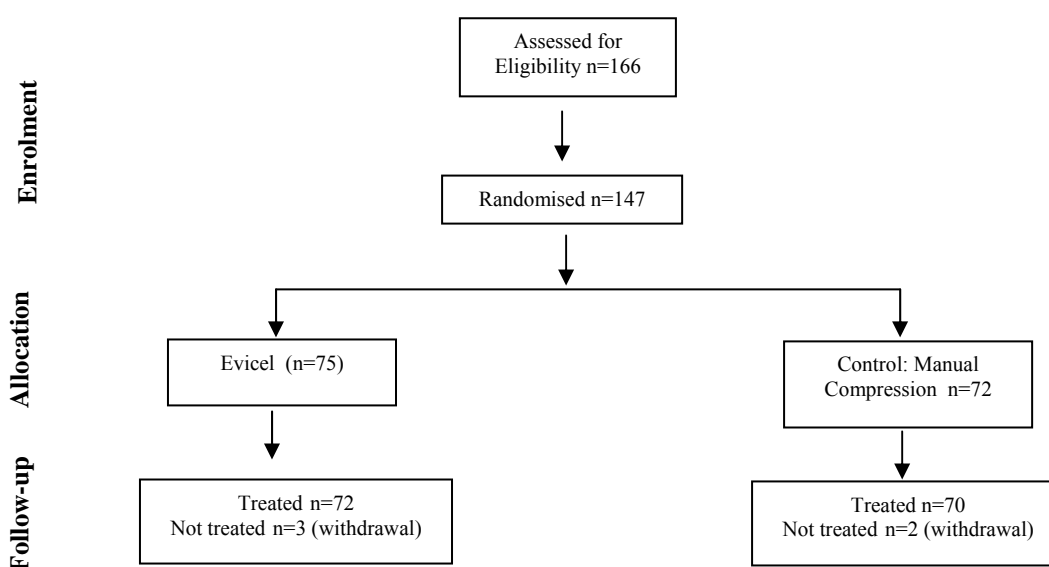 Enrolment
Assessed for
Eligibility n=166
Randomised n=147
Allocation
Evicel (n=75)
Control: Manual
Compression n=72
Follow-up
Treated n=72
Not treated n=3 (withdrawal)
Treated n=70
Not treated n=2 (withdrawal)